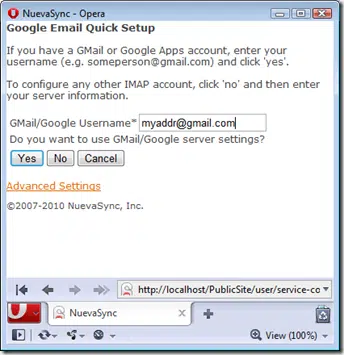 NuevaSync - Opera
Google Email Quick Setup
If you have a GMail or Google Apps account, enter your
username (e.g. someperson@gmail.com) and click 'yes'.
To configure any other IMAP account, click 'no' and then enter
your server information.
GMail/Google Username* myaddr@gmail.com
Do you want to use GMail/Google server settings?
Yes No Cancel
Advanced Settings
©2007-2010 NuevaSync, Inc.
http://localhost/PublicSite/user/service-co
NuevaSync
View (100%)